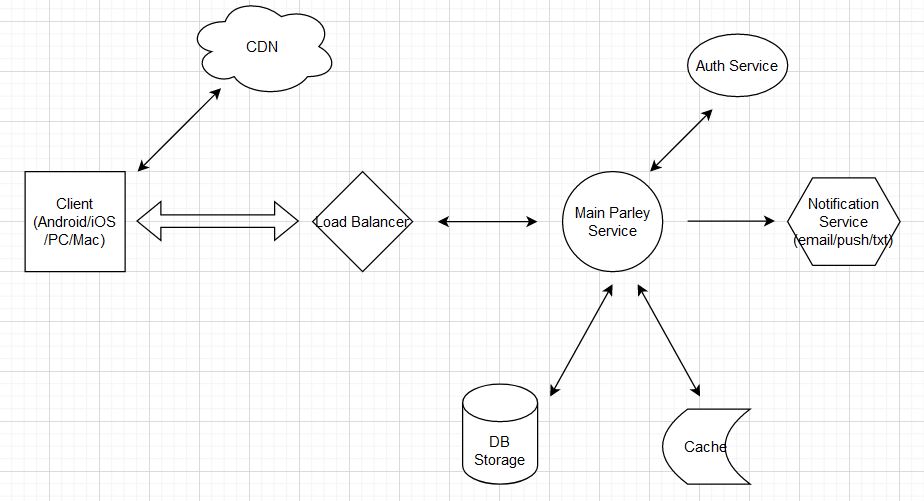 CDN
Auth Service
Client
(Android/iOS
/PC/Mac)
Load Balancer
Main Parley
Service
Notification
Service
(email/push/txt)
DB
Storage
Cache